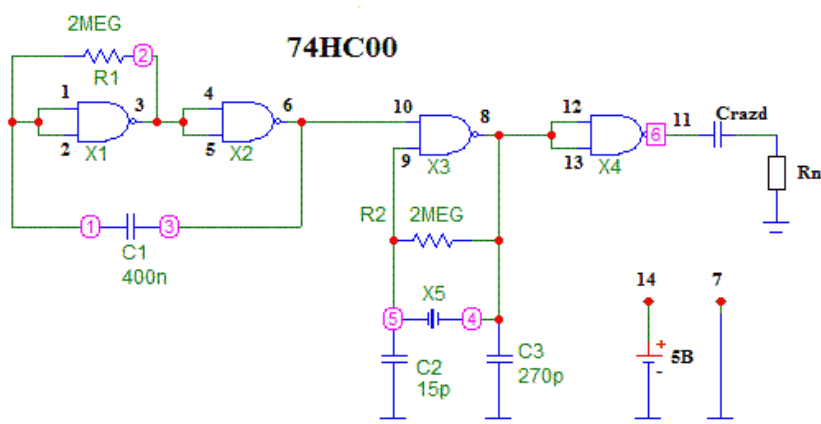 2MEG
2
74HC00
R1
1
3
4
6
10
8
12
11
Crazd
6
2
X1
5
X2
9
X3
13
X4
Rn
R2
2MEG
1
3
C1
400n
X5
14
7
5
4
C2
15p
C3
270p
+
5B
-